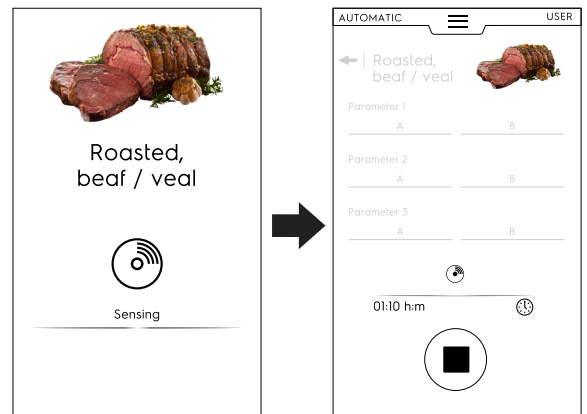 Roasted,
beaf / veal
Sensing
AUTOMATIC
USER
Roasted,
beaf / veal
Parameter 1
A B
Parameter 2
A B
Parameter 3
A B
01:10 h:m